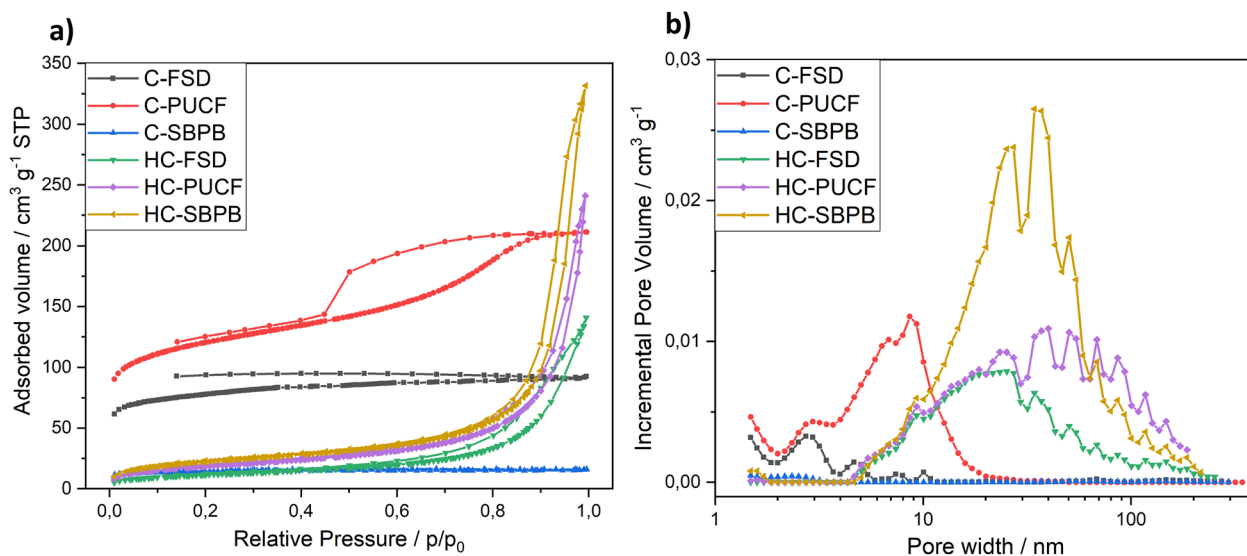 a)
350
300
250
200
150
100
50
0
Adsorbed volume / cm³ g⁻¹ STP
C-FSD
C-PUCF
C-SBPB
HC-FSD
HC-PUCF
HC-SBPB
0,0 0,2 0,4 0,6 0,8 1,0
Relative Pressure / p/p₀
b)
0,03
0,02
0,01
0,00
Incremental Pore Volume / cm³ g⁻¹
C-FSD
C-PUCF
C-SBPB
HC-FSD
HC-PUCF
HC-SBPB
1 10 100
Pore width / nm